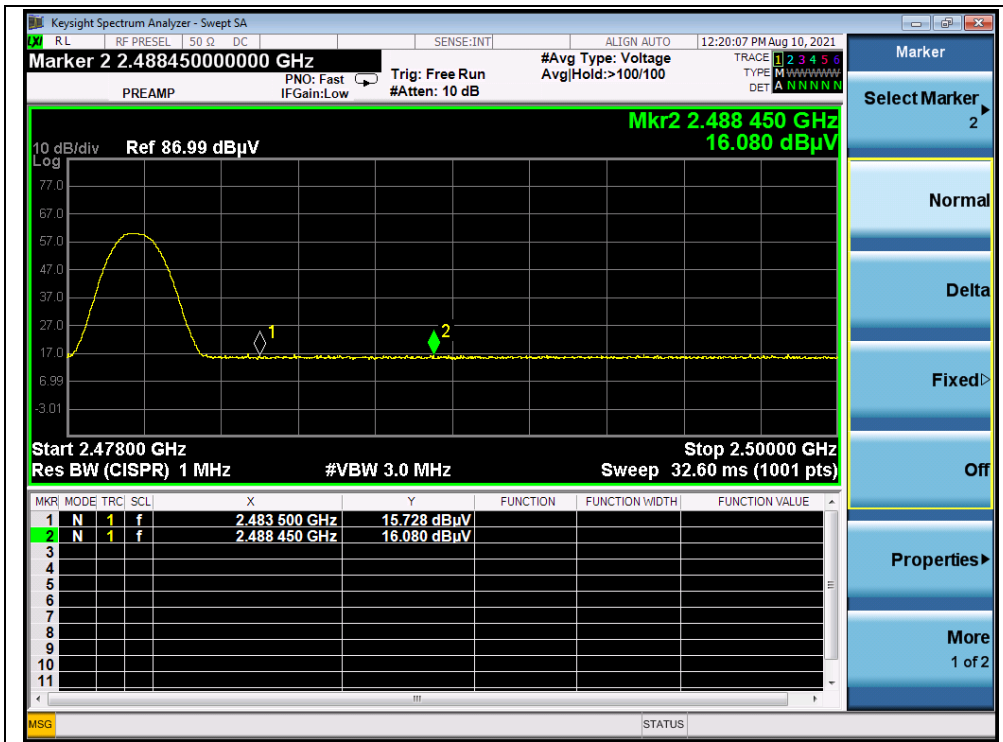 Keysight Spectrum Analyzer - Swept SA
LXI RL RF PRESEL 50 Ω DC SENSE:INT ALIGN AUTO 12:20:07 PM Aug 10, 2021
Marker 2 2.488450000000 GHz
PREAMP
PNO: Fast
IFGain:Low
Trig: Free Run
#Atten: 10 dB
#Avg Type: Voltage
Avg|Hold:>100/100
TRACE 1 2 3 4 5 6
TYPE M WWWWW
DET A N N N N N
Mkr2 2.488 450 GHz
16.080 dBµV
10 dB/div Ref 86.99 dBµV
Log
77.0
67.0
57.0
47.0
37.0
27.0
17.0
6.99
-3.01
1
2
Start 2.47800 GHz Stop 2.50000 GHz
Res BW (CISPR) 1 MHz #VBW 3.0 MHz Sweep 32.60 ms (1001 pts)
MKR MODE TRC SCL X Y FUNCTION FUNCTION WIDTH FUNCTION VALUE
1 N 1 f 2.483 500 GHz 15.728 dBµV
2 N 1 f 2.488 450 GHz 16.080 dBµV
3
4
5
6
7
8
9
10
11
MSG STATUS
Marker
Select Marker
2
Normal
Delta
Fixed
Off
Properties
More
1 of 2